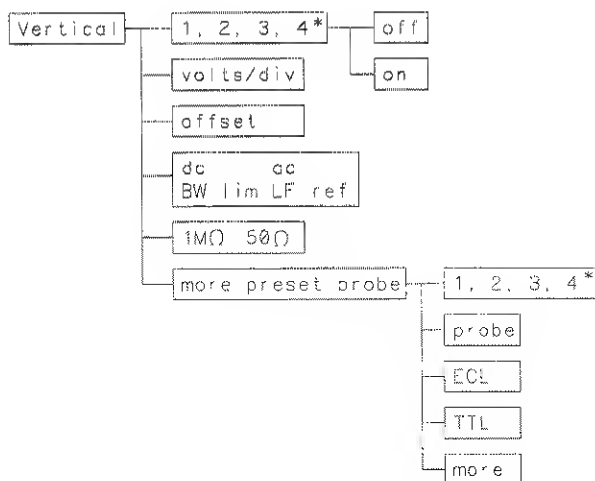 Vertical
1, 2, 3, 4*
off
on
volts/div
offset
dc ac
BW lim LF ref
1MΩ 50Ω
more preset probe
1, 2, 3, 4*
probe
ECL
TTL
more